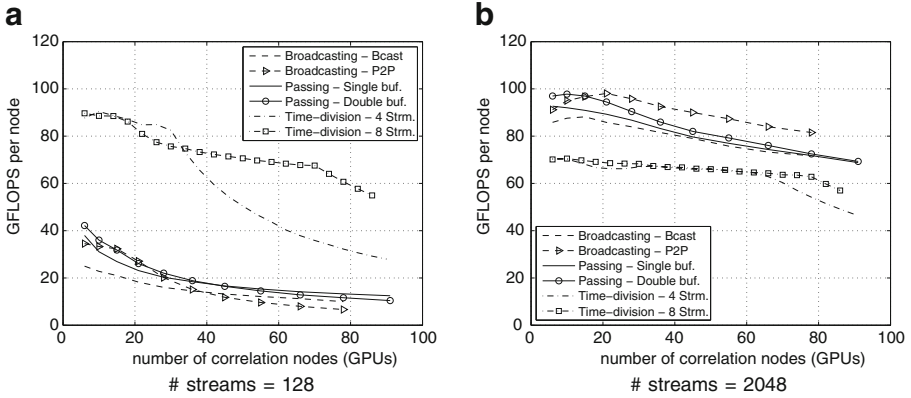 a
120
100
80
60
40
20
0
GFLOPS per node
Broadcasting – Bcast
Broadcasting – P2P
Passing – Single buf.
Passing – Double buf.
Time–division – 4 Strm.
Time–division – 8 Strm.
0 20 40 60 80 100
number of correlation nodes (GPUs)
# streams = 128
b
120
100
80
60
40
20
0
GFLOPS per node
Broadcasting – Bcast
Broadcasting – P2P
Passing – Single buf.
Passing – Double buf.
Time–division – 4 Strm.
Time–division – 8 Strm.
0 20 40 60 80 100
number of correlation nodes (GPUs)
# streams = 2048